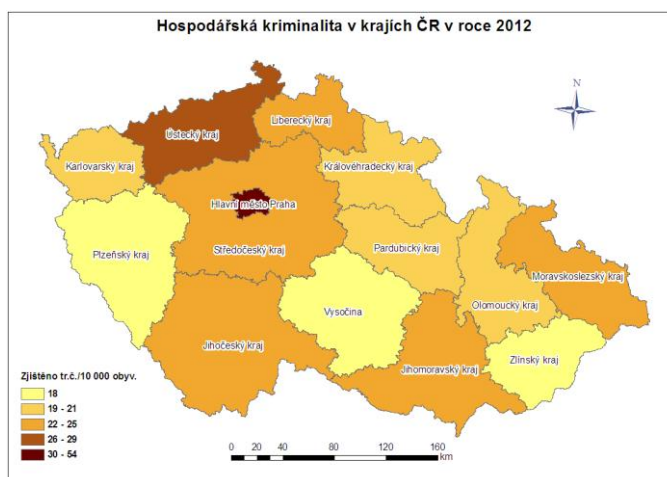 Hospodářská kriminalita v krajích ČR v roce 2012
N
Ústecký kraj
Liberecký kraj
Karlovarský kraj
Královéhradecký kraj
Hlavní město Praha
Plzeňský kraj
Středočeský kraj
Pardubický kraj
Moravskoslezský kraj
Olomoucký kraj
Vysočina
Jihočeský kraj
Jihomoravský kraj
Zlínský kraj
Zjištěno tr.č./10 000 obyv.
18
19 - 21
22 - 25
26 - 29
30 - 54
0 20 40 80 120 160
km